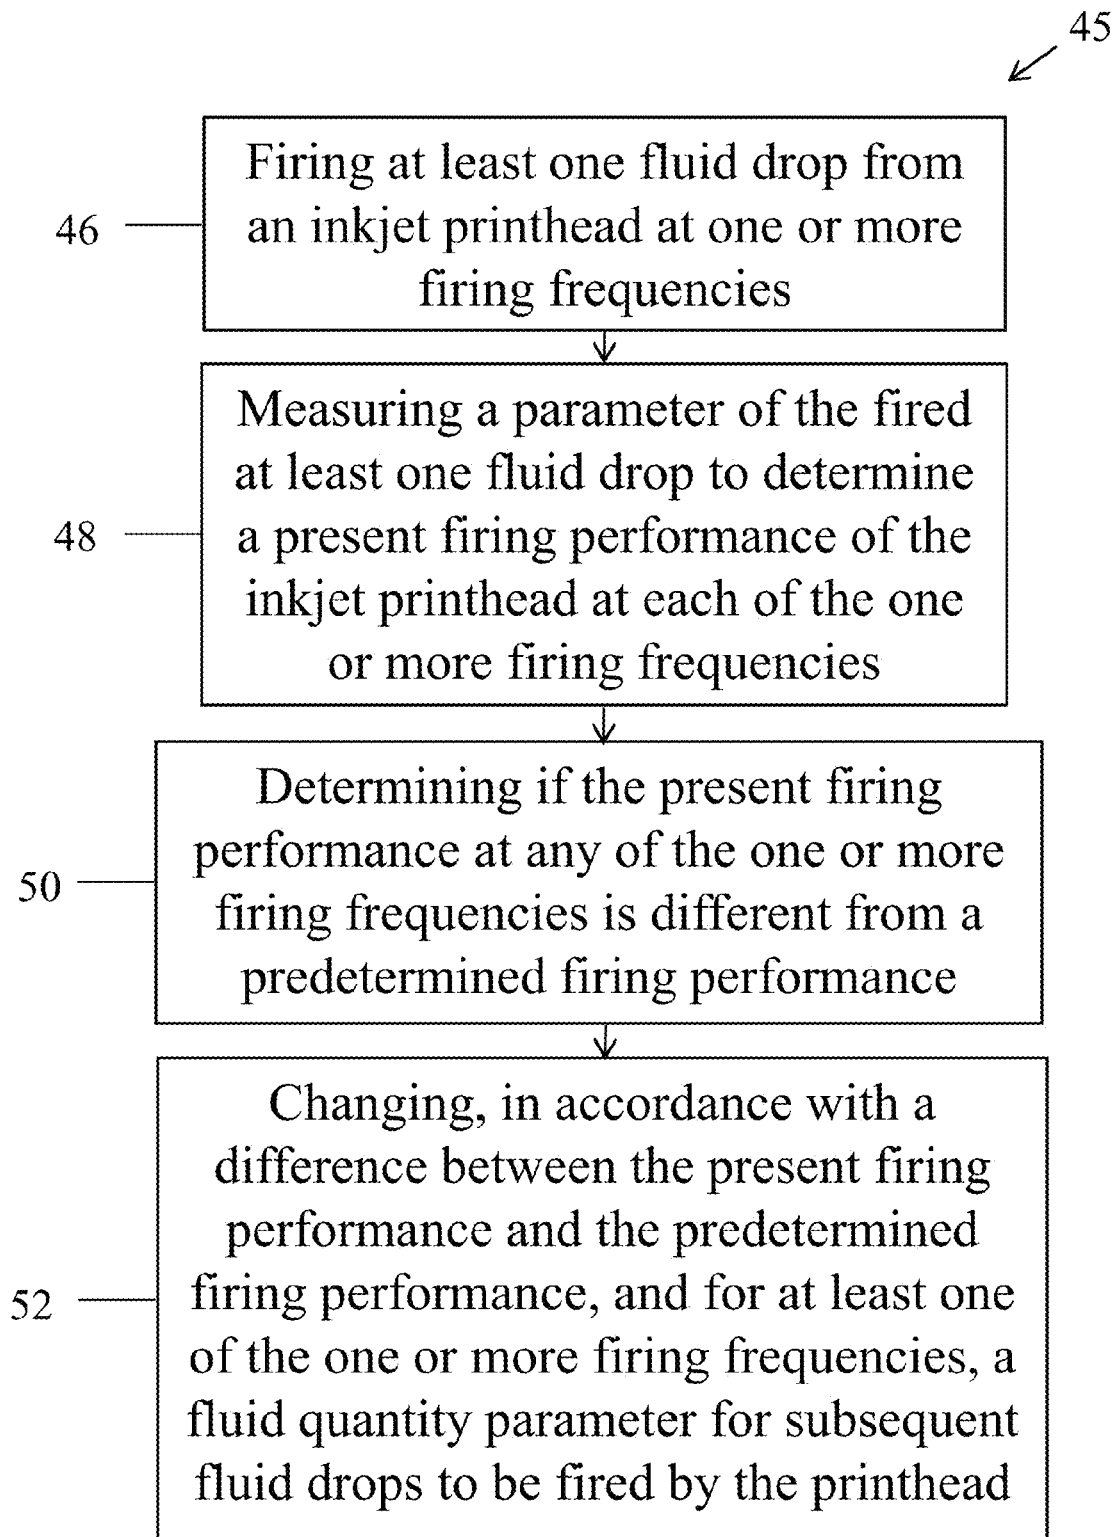 45
Firing at least one fluid drop from
an inkjet printhead at one or more
firing frequencies
46
Measuring a parameter of the fired
at least one fluid drop to determine
a present firing performance of the
inkjet printhead at each of the one
or more firing frequencies
48
Determining if the present firing
performance at any of the one or more
firing frequencies is different from a
predetermined firing performance
50
Changing, in accordance with a
difference between the present firing
performance and the predetermined
firing performance, and for at least one
of the one or more firing frequencies, a
fluid quantity parameter for subsequent
fluid drops to be fired by the printhead
52